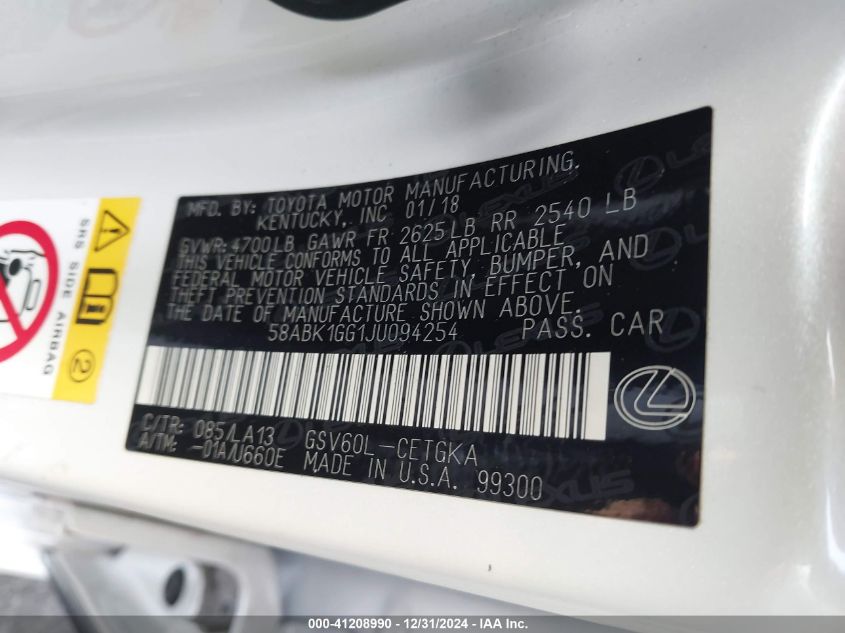 MFD. BY: TOYOTA MOTOR MANUFACTURING.
KENTUCKY, INC 01/18
GVWR: 4700LB GAWR FR 2625LB RR 2540 LB
THIS VEHICLE CONFORMS TO ALL APPLICABLE
FEDERAL MOTOR VEHICLE SAFETY, BUMPER, AND
THEFT PREVENTION STANDARDS IN EFFECT ON
THE DATE OF MANUFACTURE SHOWN ABOVE.
58ABK1GG1JU094254 PASS. CAR
C/TR: 085/LA13 GSV60L-CETGKA
A/TM: -01A/U660E MADE IN U.S.A. 99300
SRS SIDE AIRBAG
2
LEXUS
000-41208990 - 12/31/2024 - Copyright © IAA, Inc.